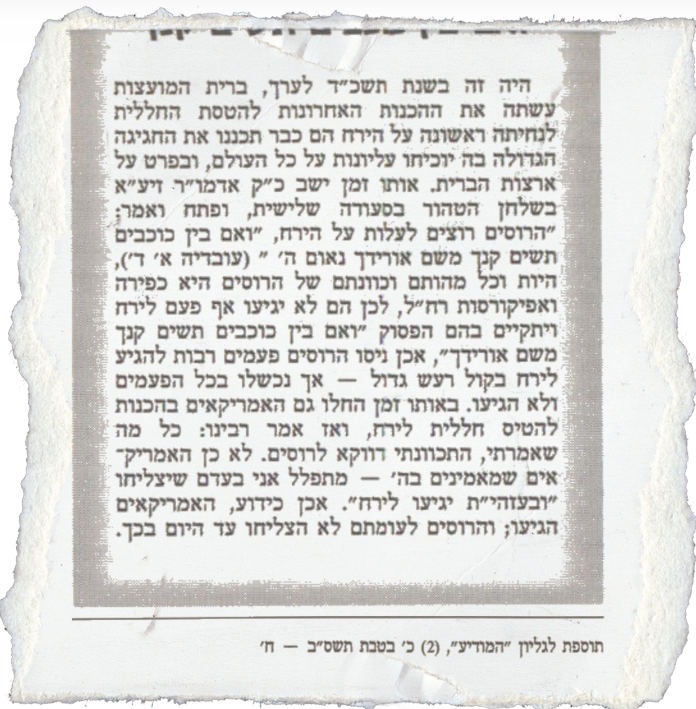 היה זה בשנת תשכ״ד לערך, ברית המועצות
עשתה את ההכנות האחרונות להטסת החללית
לנחיתה ראשונה על הירח הם כבר תכננו את החגיגה
הגדולה בה יוכיחו עליונות על כל העולם, ובפרט על
ארצות הברית. אותו זמן ישב כ״ק אדמו״ר זיע״א
בשלחן הטהור בסעודה שלישית, ופתח ואמר:
״הרוסים רוצים לעלות על הירח, ״ואם בין כוכבים
תשים קנך משם אורידך נאום ה׳ ״ (עובדיה א׳ ד׳),
היות וכל מהותם וכוונתם של הרוסים היא כפירה
ואפיקורסות רח״ל, לכן הם לא יגיעו אף פעם לירח
ויתקיים בהם הפסוק ״ואם בין כוכבים תשים קנך
משם אורידך״, אכן ניסו הרוסים פעמים רבות להגיע
לירח בקול רעש גדול — אך נכשלו בכל הפעמים
ולא הגיעו. באותו זמן החלו גם האמריקאים בהכנות
להטיס חללית לירח, ואז אמר רבינו: כל מה
שאמרתי, התכוונתי דווקא לרוסים. לא כן האמריק־
אים שמאמינים בה׳ — מתפלל אני בעדם שיצליחו
״ובעזהי״ת יגיעו לירח״. אכן כידוע, האמריקאים
הגיעו; והרוסים לעומתם לא הצליחו עד היום בכך.
תוספת לגליון ״המודיע״, (2) כ׳ בטבת תשס״ב — ח׳